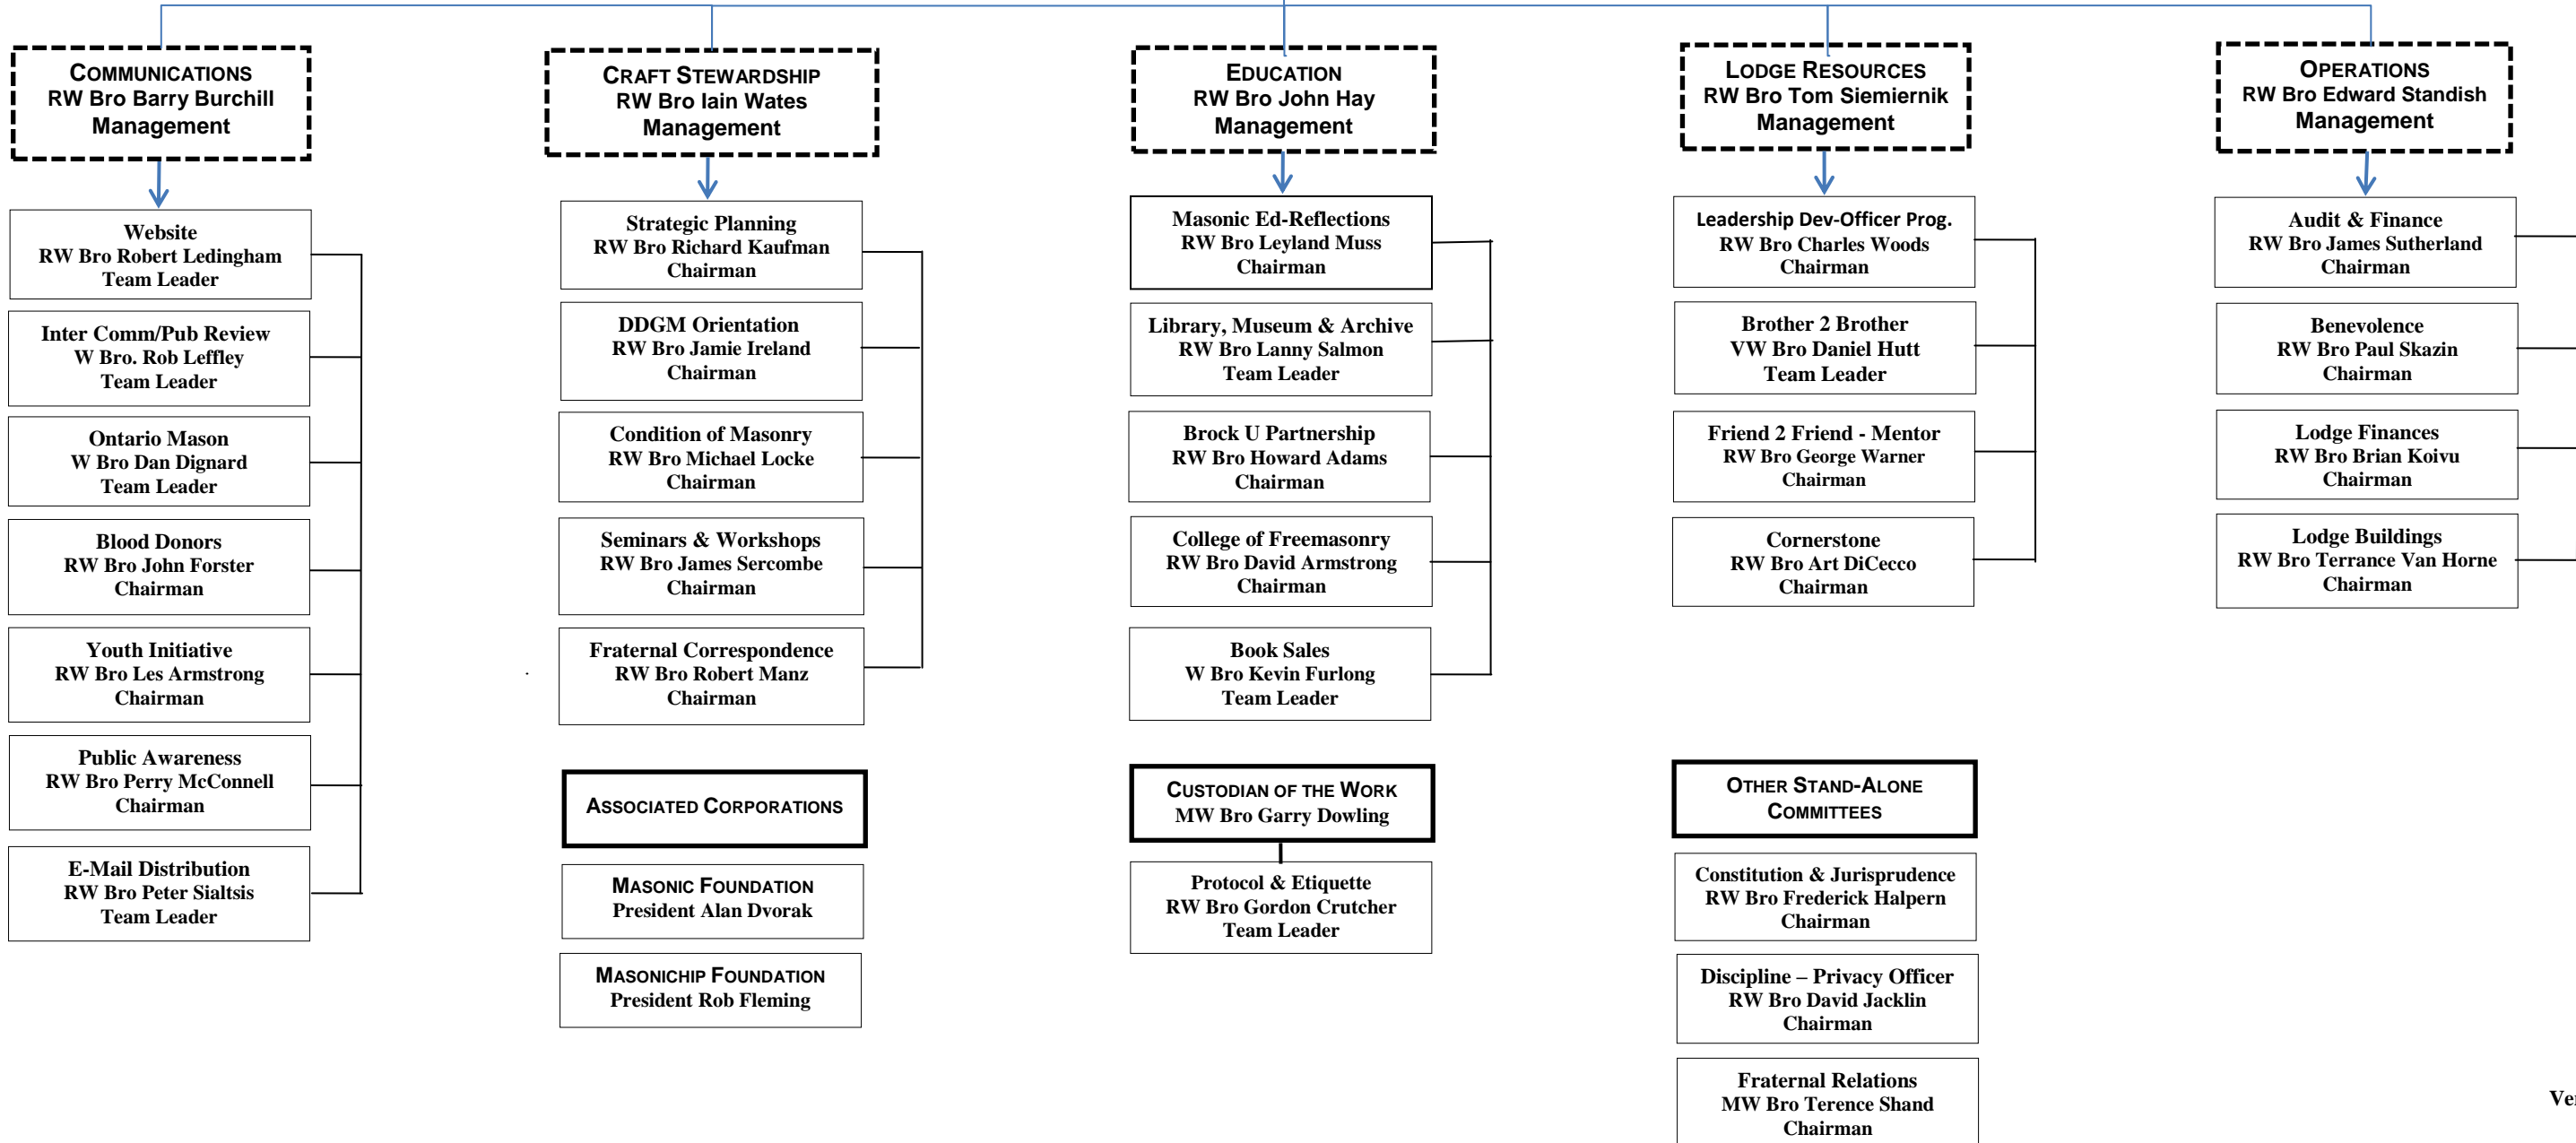 COMMUNICATIONS
RW Bro Barry Burchill
Management
Website
RW Bro Robert Ledingham
Team Leader
Inter Comm/Pub Review
W Bro. Rob Leffley
Team Leader
Ontario Mason
W Bro Dan Dignard
Team Leader
Blood Donors
RW Bro John Forster
Chairman
Youth Initiative
RW Bro Les Armstrong
Chairman
Public Awareness
RW Bro Perry McConnell
Chairman
E-Mail Distribution
RW Bro Peter Sialtsis
Team Leader
CRAFT STEWARDSHIP
RW Bro Iain Wates
Management
Strategic Planning
RW Bro Richard Kaufman
Chairman
DDGM Orientation
RW Bro Jamie Ireland
Chairman
Condition of Masonry
RW Bro Michael Locke
Chairman
Seminars & Workshops
RW Bro James Sercombe
Chairman
Fraternal Correspondence
RW Bro Robert Manz
Chairman
ASSOCIATED CORPORATIONS
MASONIC FOUNDATION
President Alan Dvorak
MASONICHIP FOUNDATION
President Rob Fleming
EDUCATION
RW Bro John Hay
Management
Masonic Ed-Reflections
RW Bro Leyland Muss
Chairman
Library, Museum & Archive
RW Bro Lanny Salmon
Team Leader
Brock U Partnership
RW Bro Howard Adams
Chairman
College of Freemasonry
RW Bro David Armstrong
Chairman
Book Sales
W Bro Kevin Furlong
Team Leader
CUSTODIAN OF THE WORK
MW Bro Garry Dowling
Protocol & Etiquette
RW Bro Gordon Crutcher
Team Leader
LODGE RESOURCES
RW Bro Tom Siemiernik
Management
Leadership Dev-Officer Prog.
RW Bro Charles Woods
Chairman
Brother 2 Brother
VW Bro Daniel Hutt
Team Leader
Friend 2 Friend - Mentor
RW Bro George Warner
Chairman
Cornerstone
RW Bro Art DiCecco
Chairman
OTHER STAND-ALONE
COMMITTEES
Constitution & Jurisprudence
RW Bro Frederick Halpern
Chairman
Discipline – Privacy Officer
RW Bro David Jacklin
Chairman
Fraternal Relations
MW Bro Terence Shand
Chairman
OPERATIONS
RW Bro Edward Standish
Management
Audit & Finance
RW Bro James Sutherland
Chairman
Benevolence
RW Bro Paul Skazin
Chairman
Lodge Finances
RW Bro Brian Koivu
Chairman
Lodge Buildings
RW Bro Terrance Van Horne
Chairman